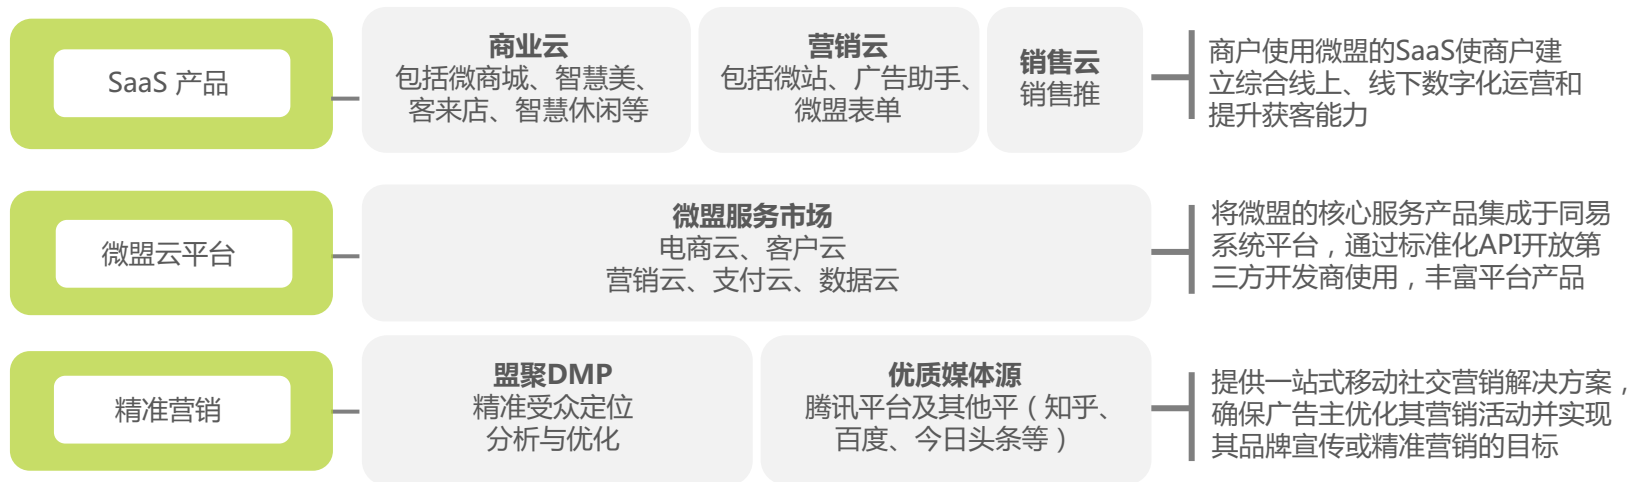 SaaS 产品
商业云
包括微商城、智慧美、
客来店、智慧休闲等
营销云
包括微站、广告助手、
微盟表单
销售云
销售推
商户使用微盟的SaaS使商户建
立综合线上、线下数字化运营和
提升获客能力
微盟云平台
微盟服务市场
电商云、客户云
营销云、支付云、数据云
将微盟的核心服务产品集成于同易
系统平台，通过标准化API开放第
三方开发商使用，丰富平台产品
精准营销
盟聚DMP
精准受众定位
分析与优化
优质媒体源
腾讯平台及其他平（知乎、
百度、今日头条等）
提供一站式移动社交营销解决方案，
确保广告主优化其营销活动并实现
其品牌宣传或精准营销的目标